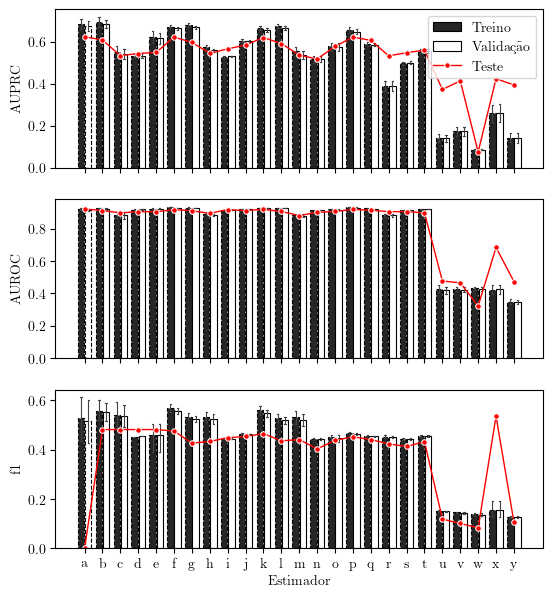 AUPRC
0.6
0.4
0.2
0.0
Treino
Validação
Teste
AUROC
0.8
0.6
0.4
0.2
0.0
f1
0.6
0.4
0.2
0.0
a b c d e f g h i j k l m n o p q r s t u v w x y
Estimador